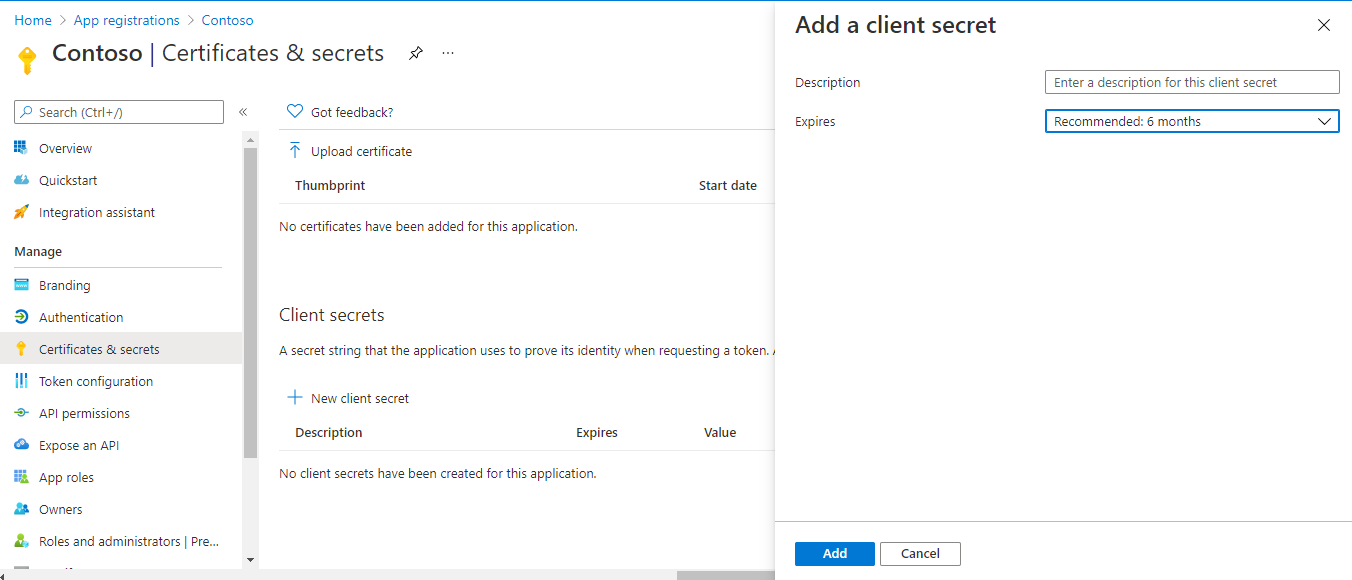 Home > App registrations > Contoso
Contoso | Certificates & secrets ...
Search (Ctrl+/) «
Overview
Quickstart
Integration assistant
Manage
Branding
Authentication
Certificates & secrets
Token configuration
API permissions
Expose an API
App roles
Owners
Roles and administrators | Pre...
Got feedback?
Upload certificate
Thumbprint Start date
No certificates have been added for this application.
Client secrets
A secret string that the application uses to prove its identity when requesting a token.
New client secret
Description Expires Value
No client secrets have been created for this application.
Add a client secret
Description Enter a description for this client secret
Expires Recommended: 6 months
Add Cancel